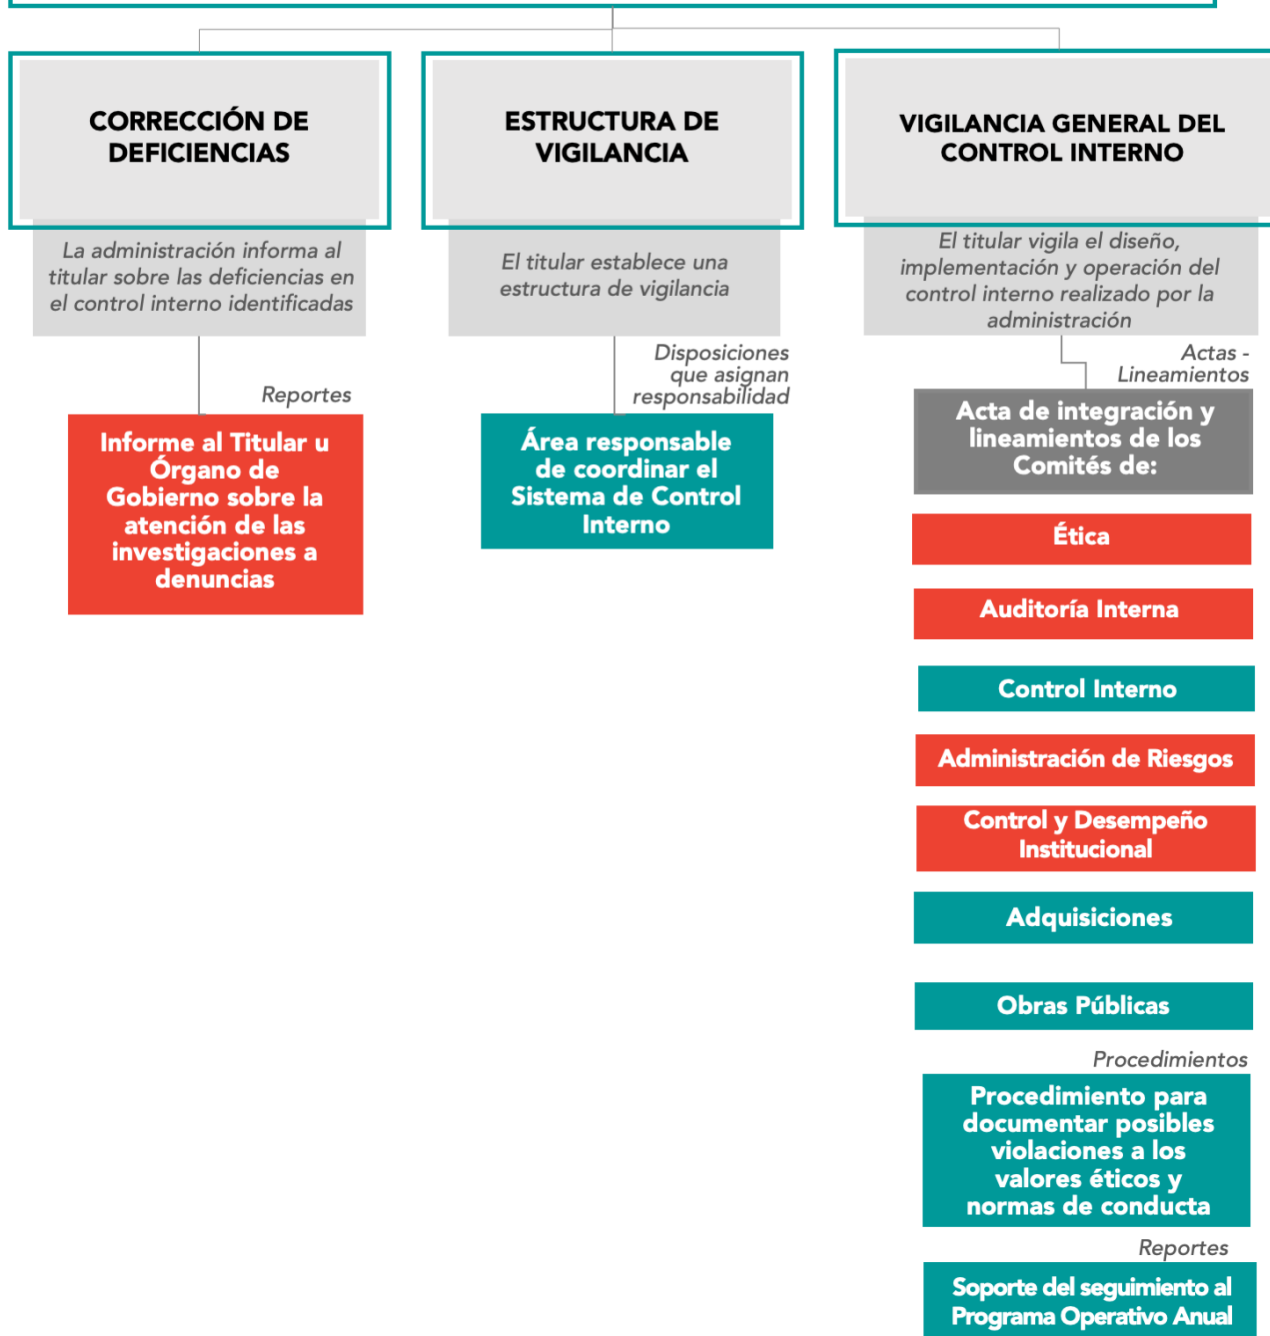 CORRECCIÓN DE
DEFICIENCIAS
La administración informa al
titular sobre las deficiencias en
el control interno identificadas
Reportes
Informe al Titular u
Órgano de
Gobierno sobre la
atención de las
investigaciones a
denuncias
ESTRUCTURA DE
VIGILANCIA
El titular establece una
estructura de vigilancia
Disposiciones
que asignan
responsabilidad
Área responsable
de coordinar el
Sistema de Control
Interno
VIGILANCIA GENERAL DEL
CONTROL INTERNO
El titular vigila el diseño,
implementación y operación del
control interno realizado por la
administración
Actas -
Lineamientos
Acta de integración y
lineamientos de los
Comités de:
Ética
Auditoría Interna
Control Interno
Administración de Riesgos
Control y Desempeño
Institucional
Adquisiciones
Obras Públicas
Procedimientos
Procedimiento para
documentar posibles
violaciones a los
valores éticos y
normas de conducta
Reportes
Soporte del seguimiento al
Programa Operativo Anual